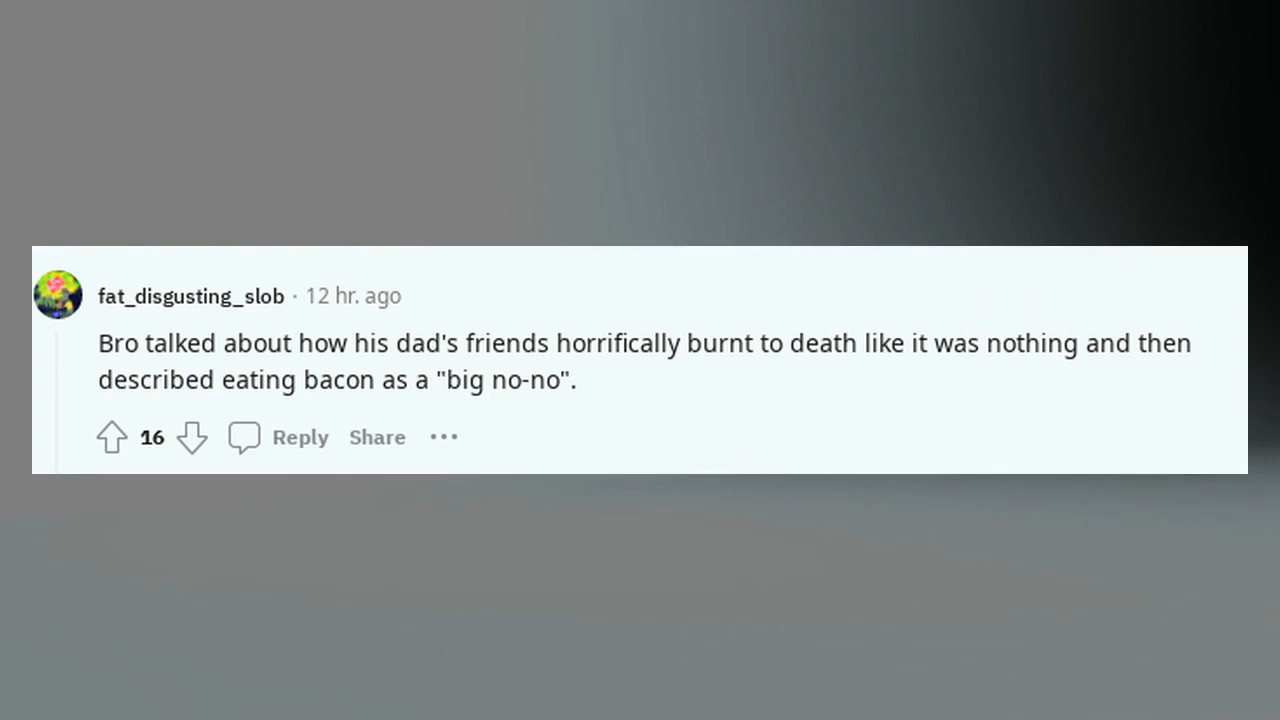 fat_disgusting_slob · 12 hr. ago
Bro talked about how his dad's friends horrifically burnt to death like it was nothing and then
described eating bacon as a "big no-no".
16 Reply Share ···